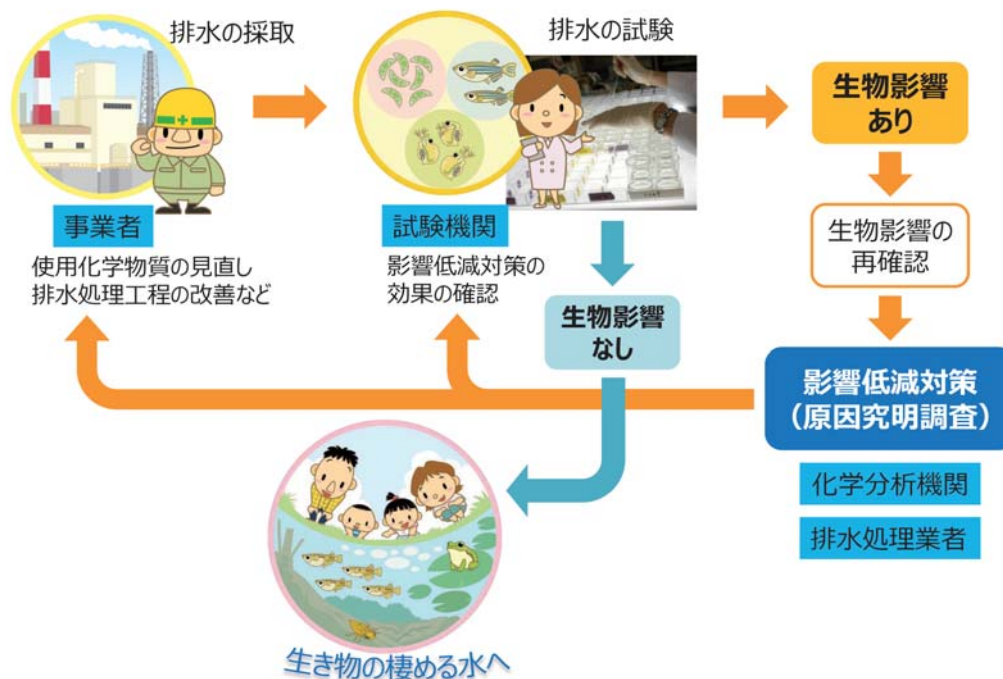 排水の採取
排水の試験
生物影響
あり
事業者
使用化学物質の見直し
排水処理工程の改善など
試験機関
影響低減対策の
効果の確認
生物影響の
再確認
生物影響
なし
影響低減対策
(原因究明調査)
化学分析機関
排水処理業者
生き物の棲める水へ